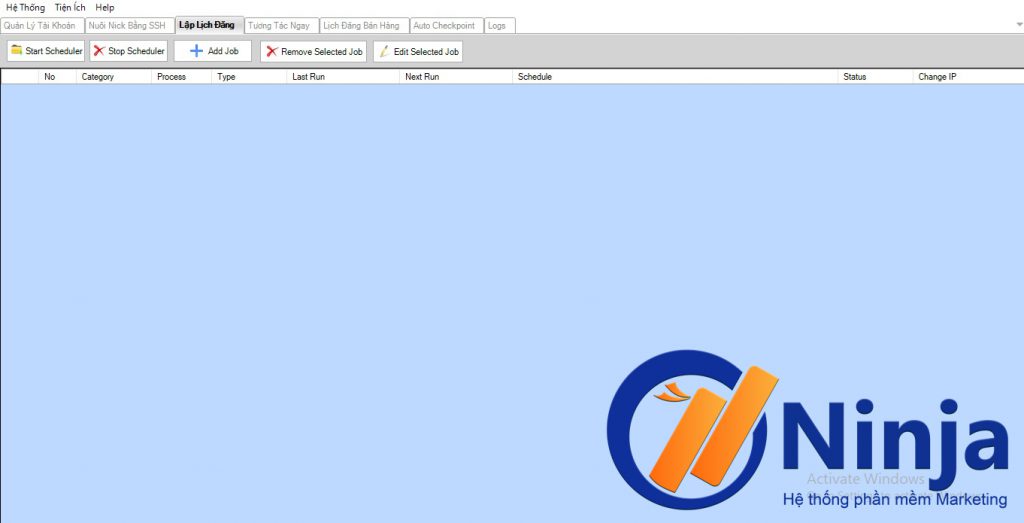 Hệ Thống Tiện Ích Help
Quản Lý Tài Khoản Nuôi Nick Bằng SSH Lập Lịch Đăng Tương Tác Ngay Lịch Đăng Bán Hàng Auto Checkpoint Logs
Start Scheduler Stop Scheduler Add Job Remove Selected Job Edit Selected Job
No Category Process Type Last Run Next Run Schedule Status Change IP
Ninja
Activate Windows
Hệ thống phần mềm Marketing